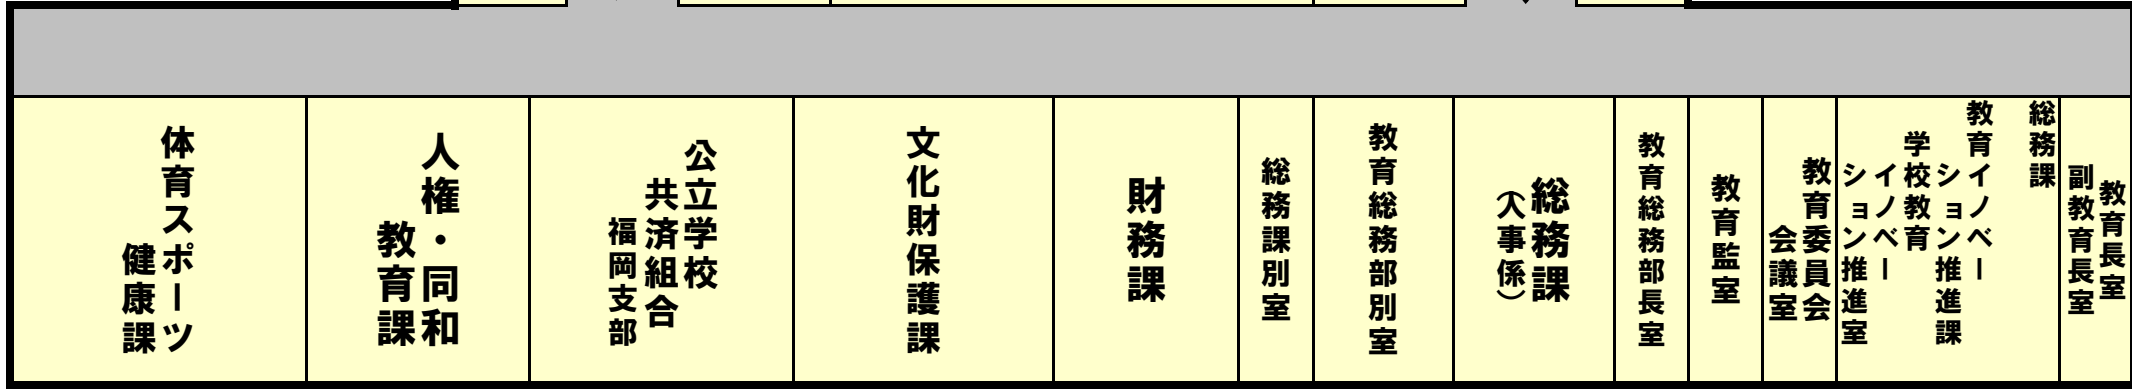 体育スポーツ
健康課
人権・同和
教育課
公立学校
共済組合
福岡支部
文化財保護課
財務課
総務課別室
教育総務部別室
総務課
（人事係）
教育総務部長室
教育監室
教育委員会
会議室
総務課
教育イノベー
ション推進課
学校教育
イノベー
ション推進室
教育長室
副教育長室